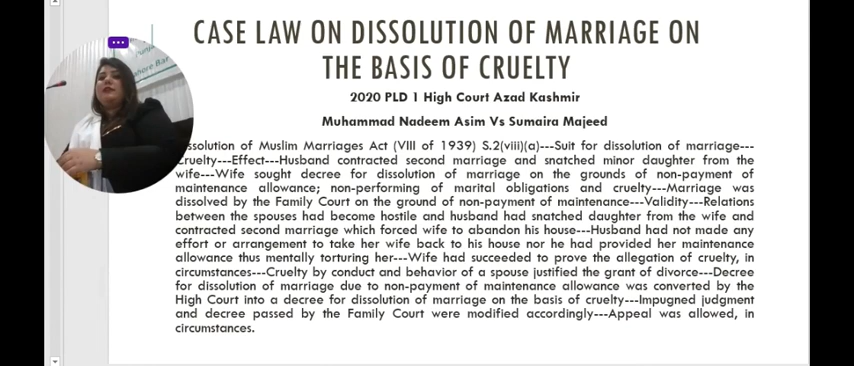 CASE LAW ON DISSOLUTION OF MARRIAGE ON
THE BASIS OF CRUELTY
2020 PLD 1 High Court Azad Kashmir
Muhammad Nadeem Asim Vs Sumaira Majeed
ssolution of Muslim Marriages Act (VIII of 1939) S.2(viii)(a)---Suit for dissolution of marriage---
Cruelty---Effect---Husband contracted second marriage and snatched minor daughter from the
wife---Wife sought decree for dissolution of marriage on the grounds of non-payment of
maintenance allowance; non-performing of marital obligations and cruelty---Marriage was
dissolved by the Family Court on the ground of non-payment of maintenance---Validity---Relations
between the spouses had become hostile and husband had snatched daughter from the wife and
contracted second marriage which forced wife to abandon his house---Husband had not made any
effort or arrangement to take her wife back to his house nor he had provided her maintenance
allowance thus mentally torturing her---Wife had succeeded to prove the allegation of cruelty, in
circumstances---Cruelty by conduct and behavior of a spouse justified the grant of divorce---Decree
for dissolution of marriage due to non-payment of maintenance allowance was converted by the
High Court into a decree for dissolution of marriage on the basis of cruelty---Impugned judgment
and decree passed by the Family Court were modified accordingly---Appeal was allowed, in
circumstances.